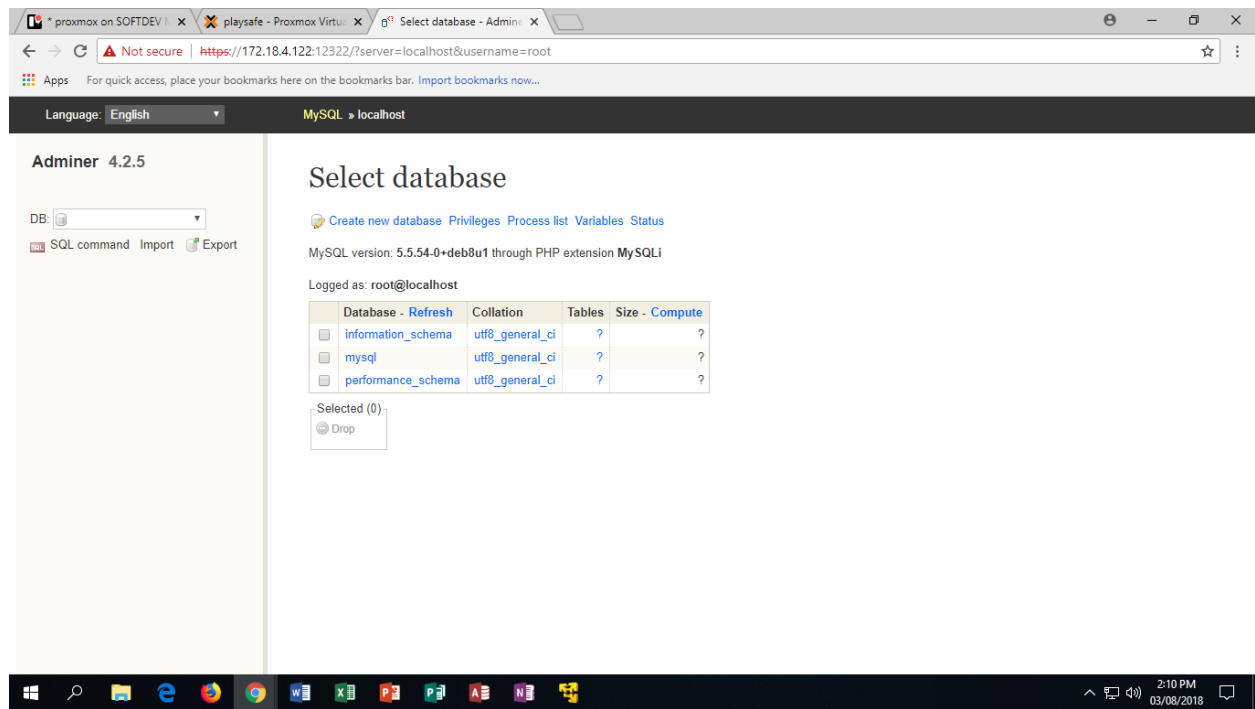 * proxmox on SOFTDEV
playsafe - Proxmox Virtu
Select database - Admine
Not secure | https://172.18.4.122:12322/?server=localhost&username=root
Apps For quick access, place your bookmarks here on the bookmarks bar. Import bookmarks now...
Language: English MySQL » localhost
Adminer 4.2.5
DB:
SQL command Import Export
Select database
Create new database Privileges Process list Variables Status
MySQL version: 5.5.54-0+deb8u1 through PHP extension MySQLi
Logged as: root@localhost
Database - Refresh Collation Tables Size - Compute
information_schema utf8_general_ci ? ?
mysql utf8_general_ci ? ?
performance_schema utf8_general_ci ? ?
Selected (0)
Drop
2:10 PM
03/08/2018